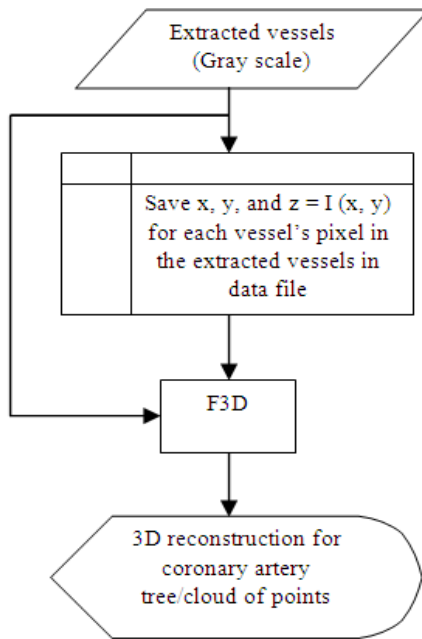 Extracted vessels
(Gray scale)
Save x, y, and z = I (x, y)
for each vessel’s pixel in
the extracted vessels in
data file
F3D
3D reconstruction for
coronary artery
tree/cloud of points